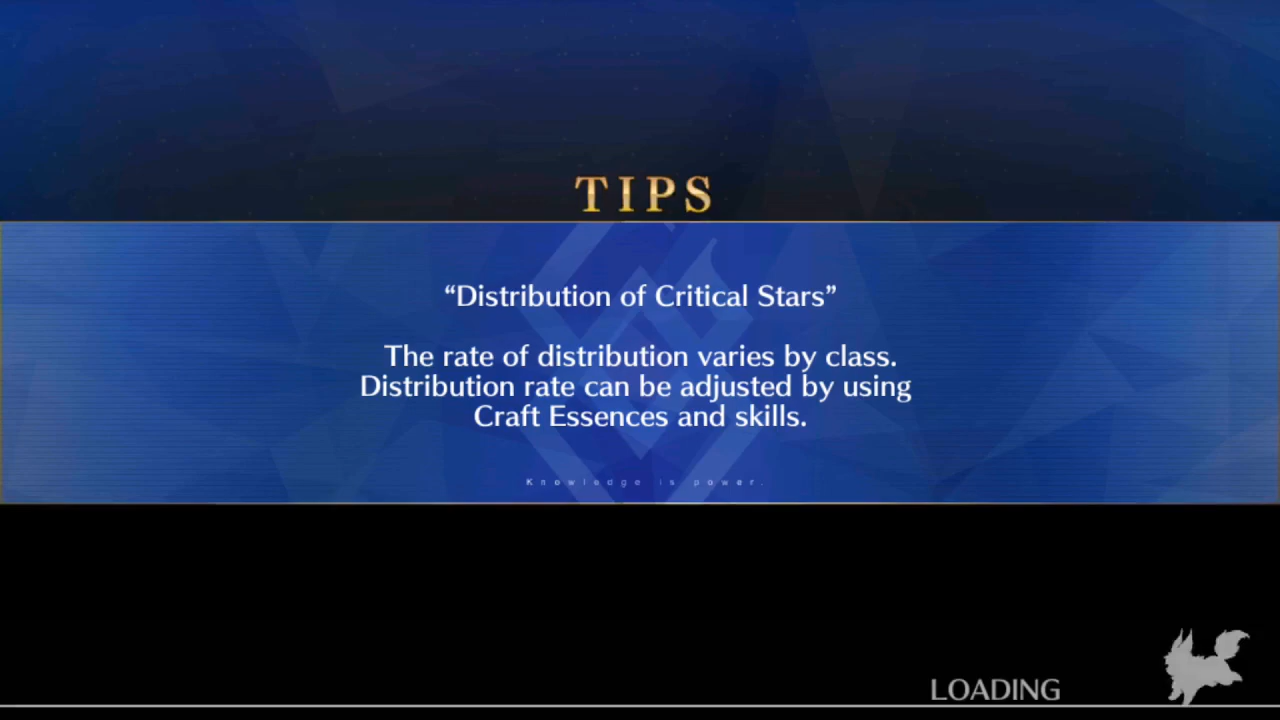 TIPS
“Distribution of Critical Stars”
The rate of distribution varies by class.
Distribution rate can be adjusted by using
Craft Essences and skills.
Knowledge is power.
LOADING